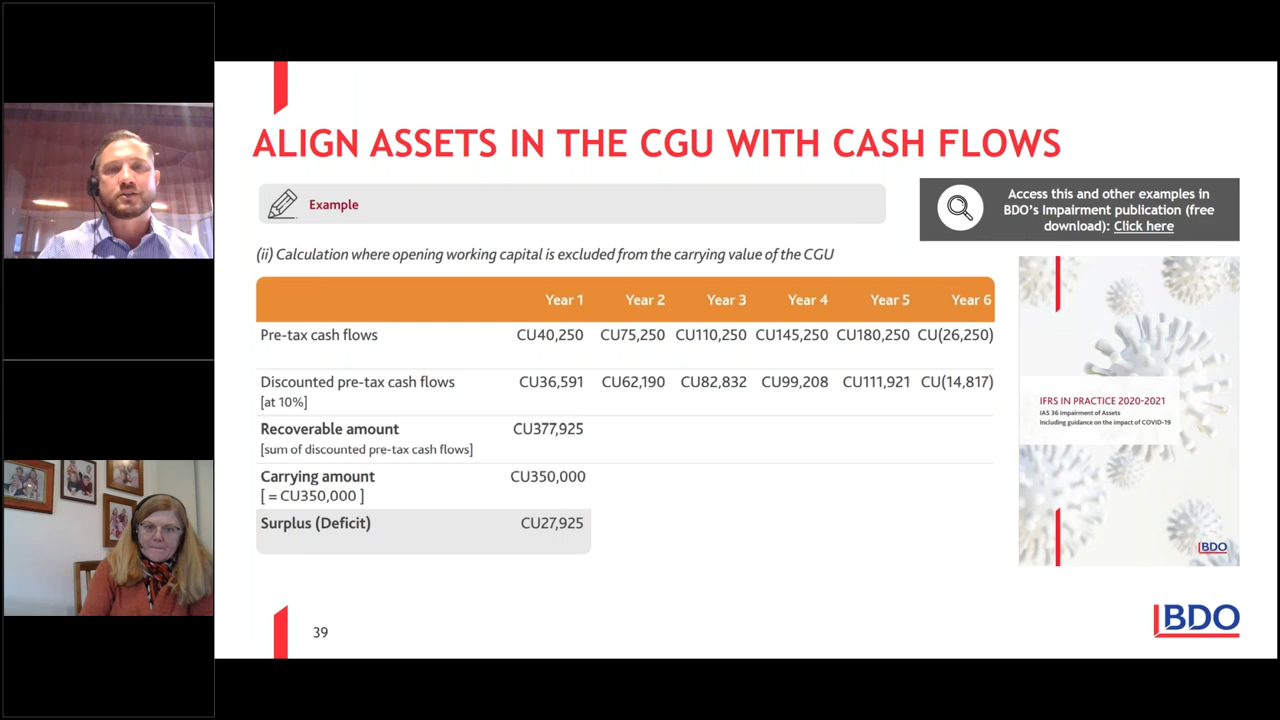 ALIGN ASSETS IN THE CGU WITH CASH FLOWS
Example
Access this and other examples in
BDO's Impairment publication (free
download): Click here
(ii) Calculation where opening working capital is excluded from the carrying value of the CGU
Year 1 Year 2 Year 3 Year 4 Year 5 Year 6
Pre-tax cash flows CU40,250 CU75,250 CU110,250 CU145,250 CU180,250 CU(26,250)
Discounted pre-tax cash flows CU36,591 CU62,190 CU82,832 CU99,208 CU111,921 CU(14,817)
[at 10%]
Recoverable amount CU377,925
[sum of discounted pre-tax cash flows]
Carrying amount CU350,000
[ = CU350,000 ]
Surplus (Deficit) CU27,925
IFRS IN PRACTICE 2020-2021
IAS 36 Impairment of Assets
Including guidance on the impact of COVID-19
BDO
39
BDO